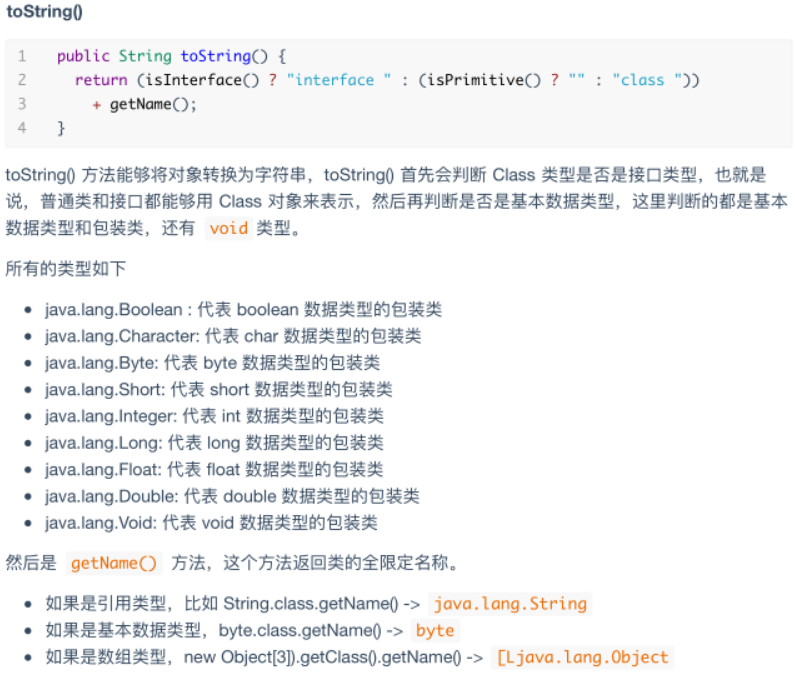 toString()
1 public String toString() {
2 return (isInterface() ? "interface " : (isPrimitive() ? "" : "class "))
3 + getName();
4 }
toString() 方法能够将对象转换为字符串，toString() 首先会判断 Class 类型是否是接口类型，也就是
说，普通类和接口都能够用 Class 对象来表示，然后再判断是否是基本数据类型，这里判断的都是基本
数据类型和包装类，还有 void 类型。
所有的类型如下
• java.lang.Boolean : 代表 boolean 数据类型的包装类
• java.lang.Character: 代表 char 数据类型的包装类
• java.lang.Byte: 代表 byte 数据类型的包装类
• java.lang.Short: 代表 short 数据类型的包装类
• java.lang.Integer: 代表 int 数据类型的包装类
• java.lang.Long: 代表 long 数据类型的包装类
• java.lang.Float: 代表 float 数据类型的包装类
• java.lang.Double: 代表 double 数据类型的包装类
• java.lang.Void: 代表 void 数据类型的包装类
然后是 getName() 方法，这个方法返回类的全限定名称。
• 如果是引用类型，比如 String.class.getName() -> java.lang.String
• 如果是基本数据类型，byte.class.getName() -> byte
• 如果是数组类型，new Object[3]).getClass().getName() -> [Ljava.lang.Object